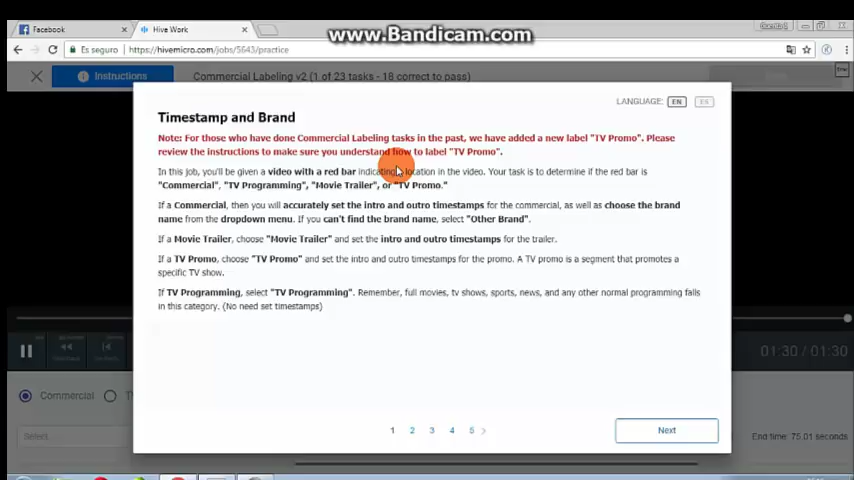 www.Bandicam.com
Facebook
Hive Work
Es seguro
https://hivemicro.com/jobs/5643/practice
Instructions
Commercial Labeling v2 (1 of 23 tasks - 18 correct to pass)
LANGUAGE: EN ES
Timestamp and Brand
Note: For those who have done Commercial Labeling tasks in the past, we have added a new label "TV Promo". Please
review the instructions to make sure you understand how to label "TV Promo".
In this job, you'll be given a video with a red bar indicating location in the video. Your task is to determine if the red bar is
"Commercial", "TV Programming", "Movie Trailer", or "TV Promo."
If a Commercial, then you will accurately set the intro and outro timestamps for the commercial, as well as choose the brand
name from the dropdown menu. If you can't find the brand name, select "Other Brand".
If a Movie Trailer, choose "Movie Trailer" and set the intro and outro timestamps for the trailer.
If a TV Promo, choose "TV Promo" and set the intro and outro timestamps for the promo. A TV promo is a segment that promotes a
specific TV show.
If TV Programming, select "TV Programming". Remember, full movies, tv shows, sports, news, and any other normal programming falls
in this category. (No need set timestamps)
01:30 / 01:30
Commercial
Select...
End time: 75.01 seconds
1 2 3 4 5
Next